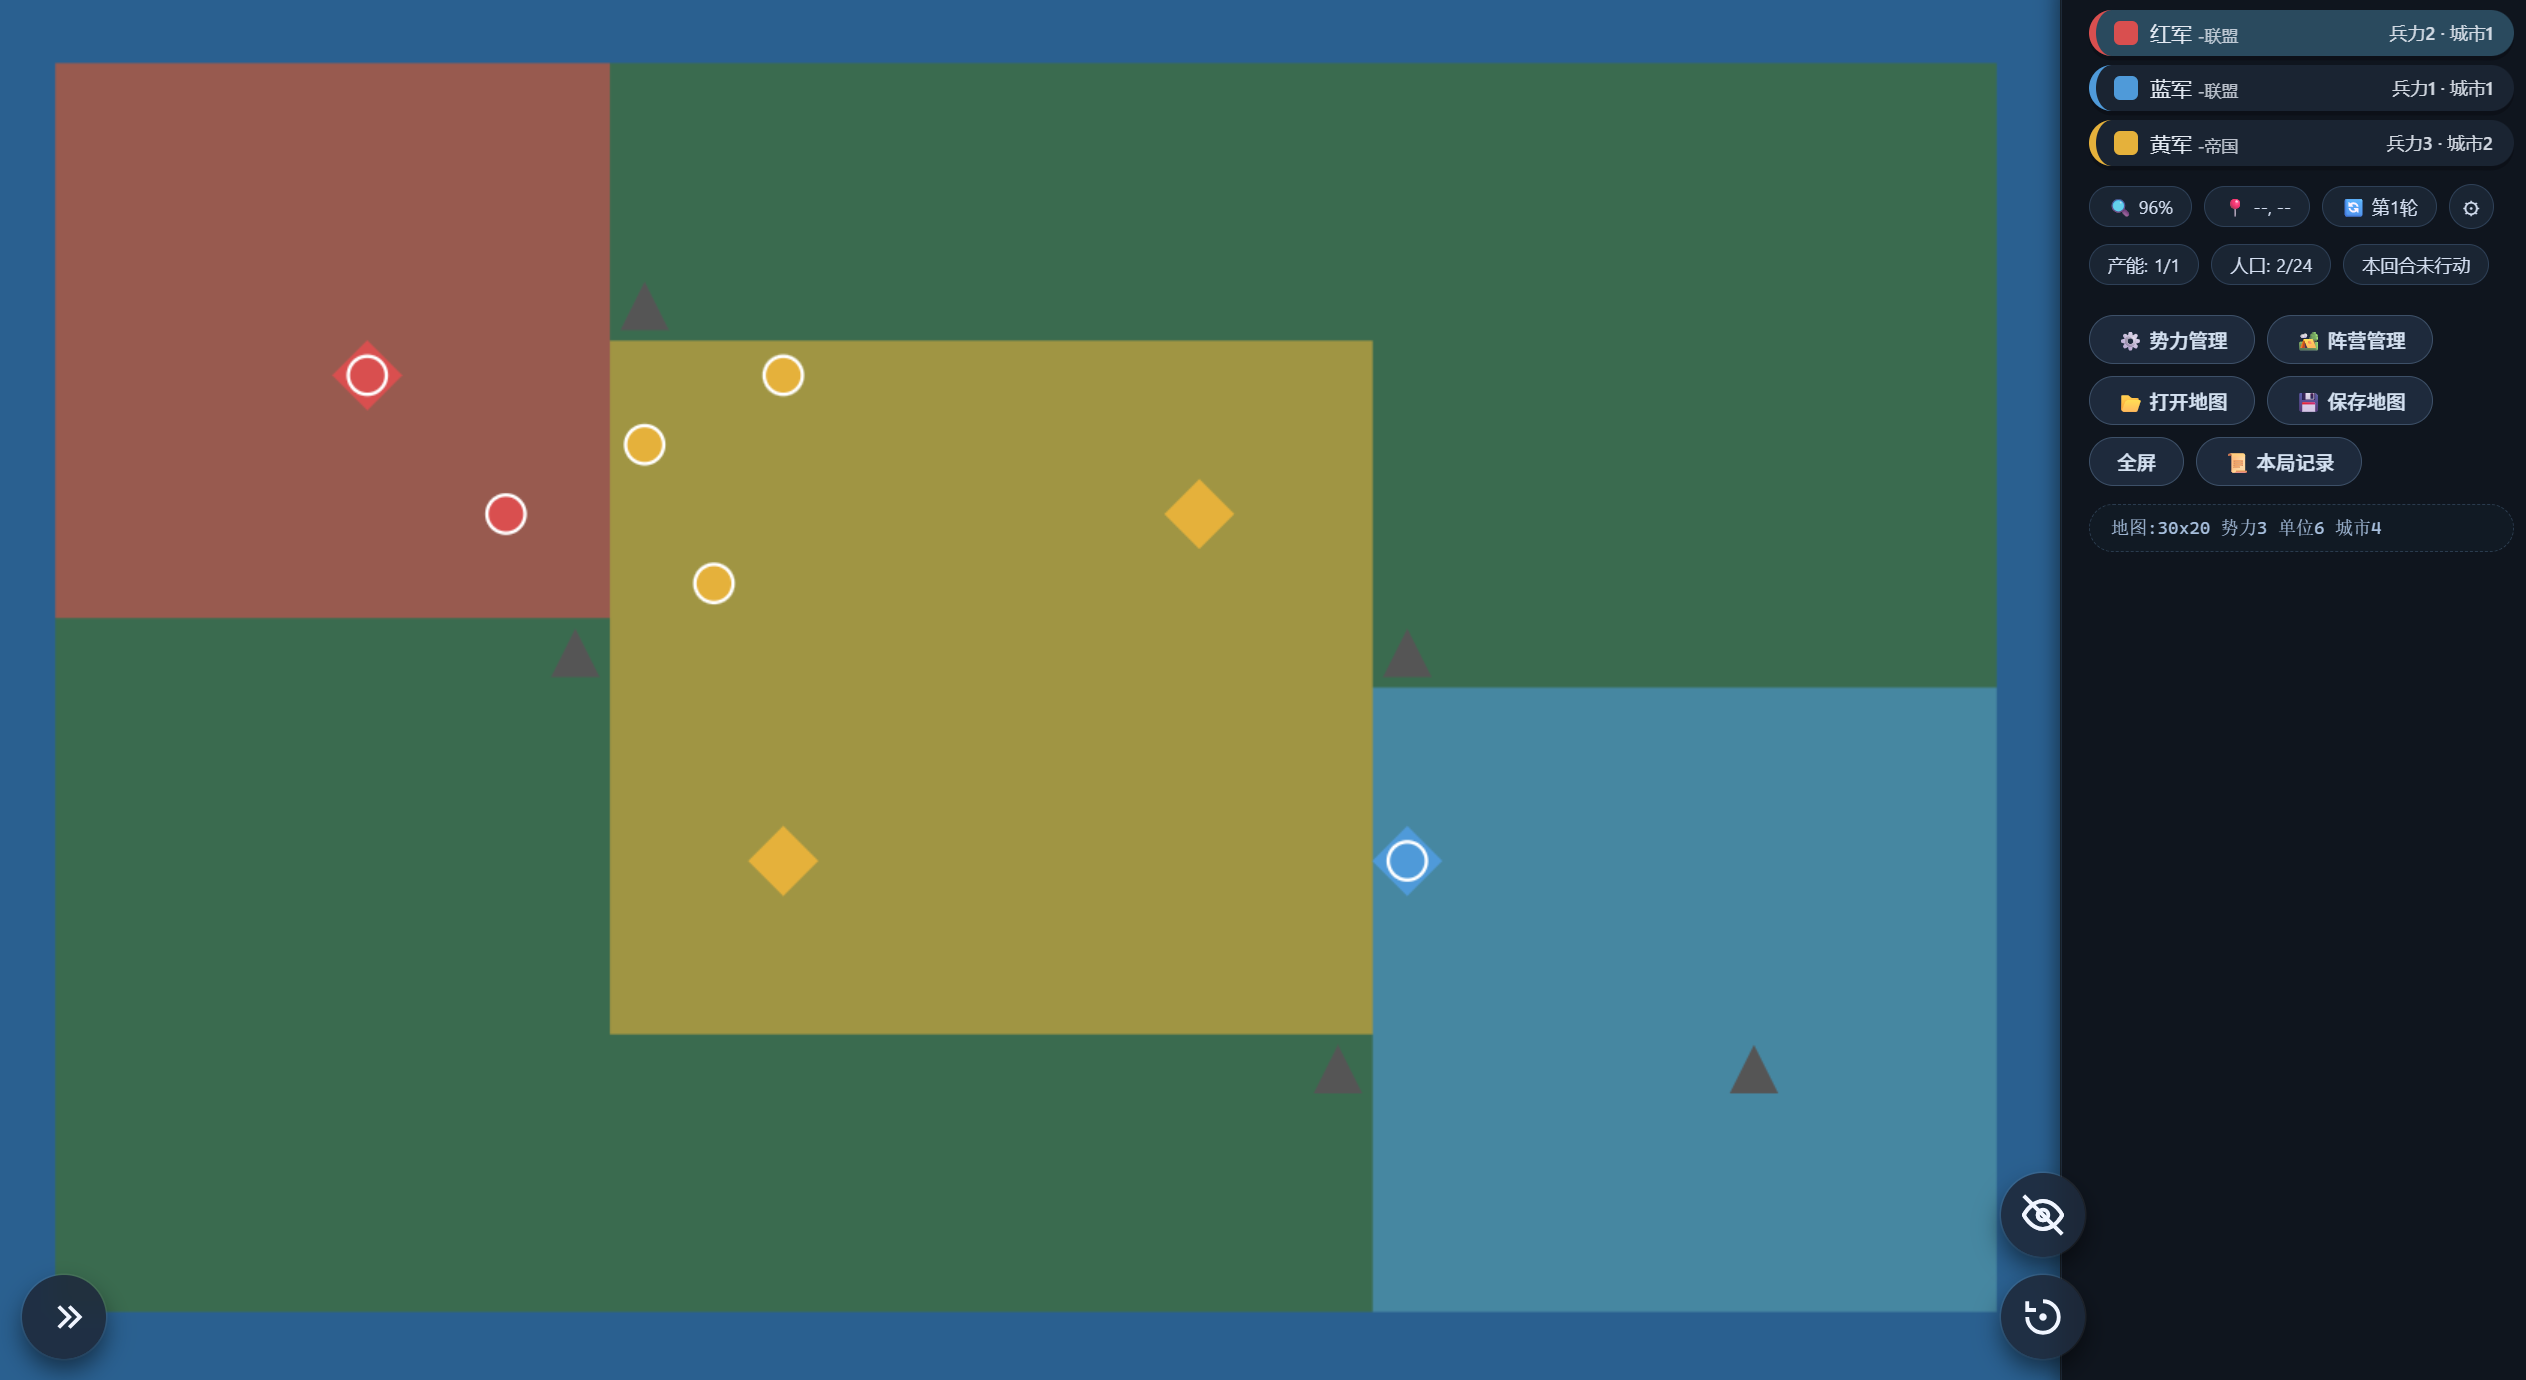 红军 -联盟 兵力2 · 城市1
蓝军 -联盟 兵力1 · 城市1
黄军 -帝国 兵力3 · 城市2
96% --, -- 第1轮
产能: 1/1 人口: 2/24 本回合未行动
势力管理 阵营管理
打开地图 保存地图
全屏 本局记录
地图:30x20 势力3 单位6 城市4